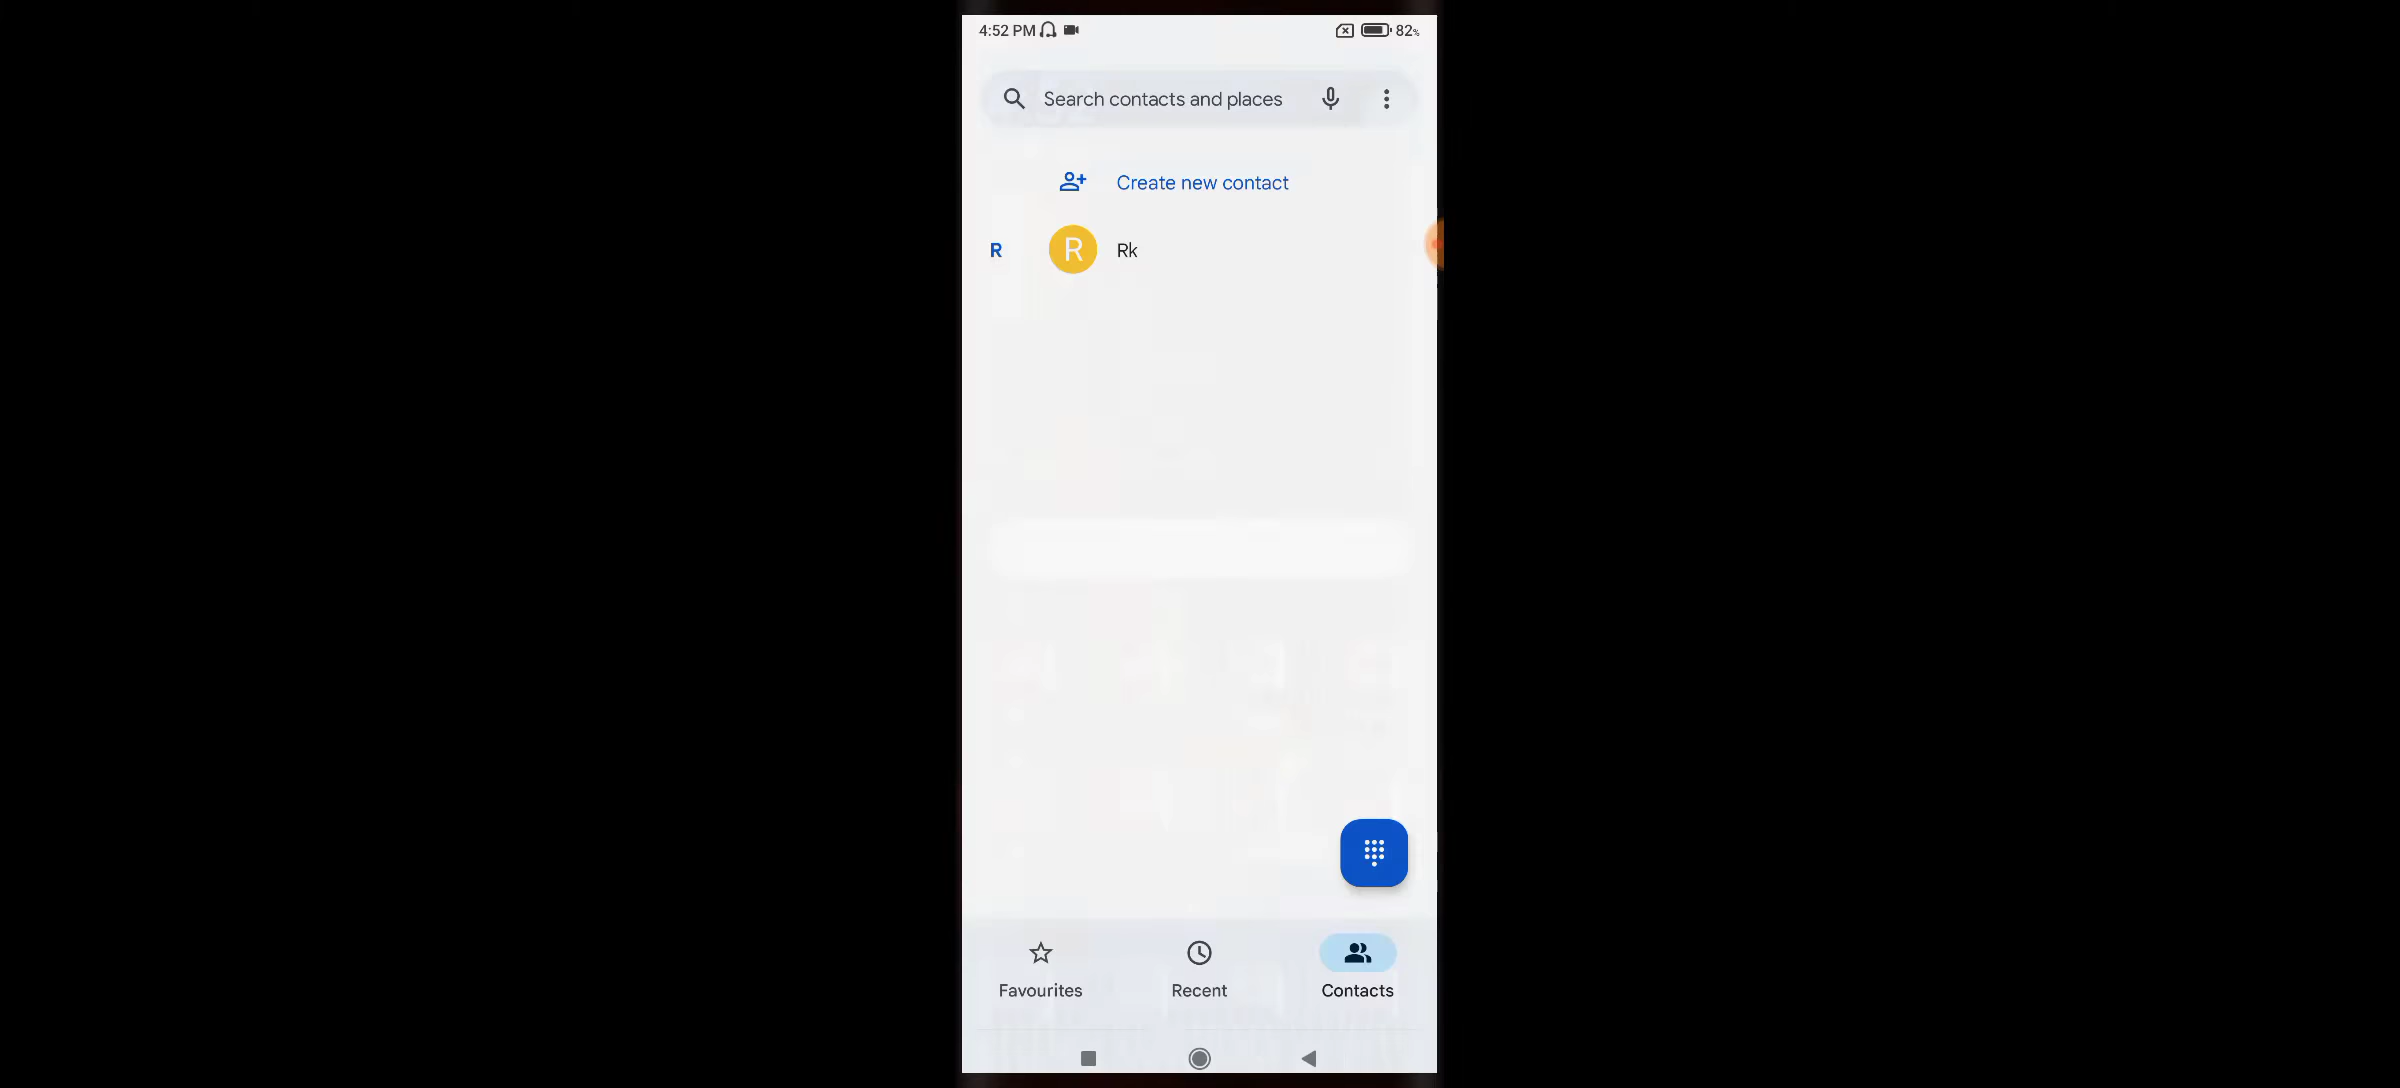 4:52 PM 82%
Search contacts and places
Create new contact
R R Rk
Favourites Recent Contacts